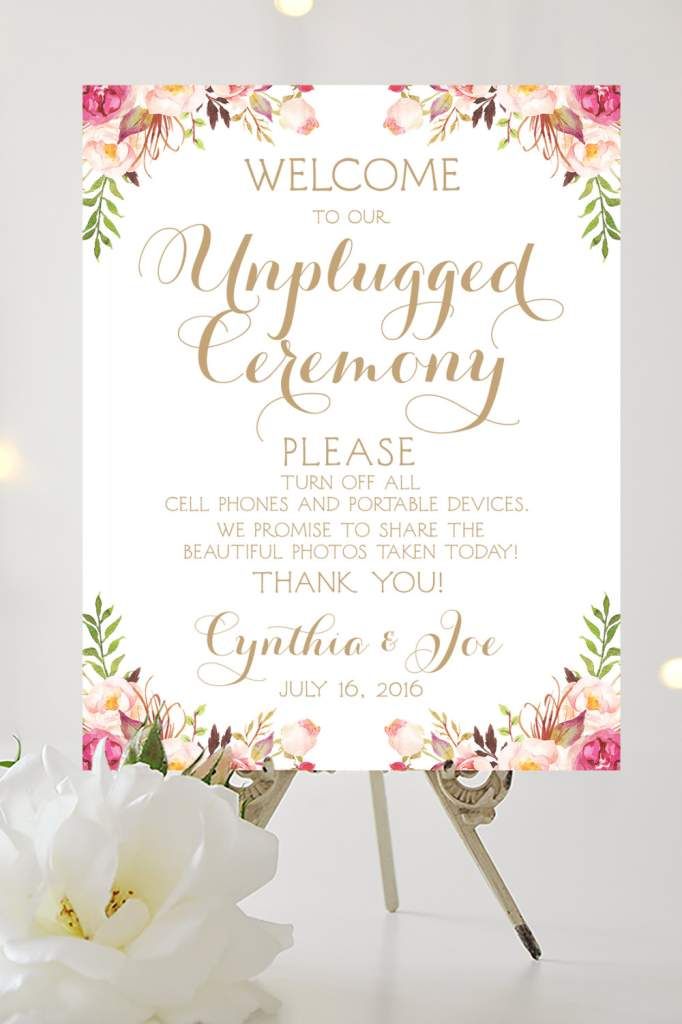 WELCOME
TO OUR
Unplugged
Ceremony
PLEASE
TURN OFF ALL
CELL PHONES AND PORTABLE DEVICES.
WE PROMISE TO SHARE THE
BEAUTIFUL PHOTOS TAKEN TODAY!
THANK YOU!
Cynthia & Joe
JULY 16, 2016